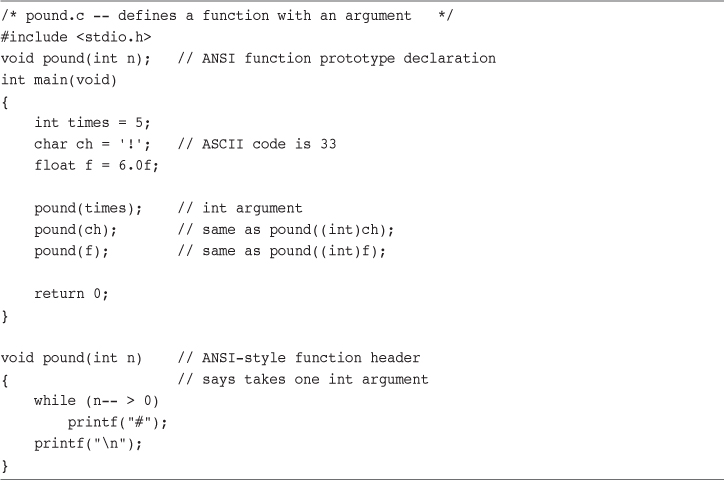 /* pound.c -- defines a function with an argument   */
#include <stdio.h>
void pound(int n);   // ANSI function prototype declaration
int main(void)
{
    int times = 5;
    char ch = '!';   // ASCII code is 33
    float f = 6.0f;

    pound(times);    // int argument
    pound(ch);       // same as pound((int)ch);
    pound(f);        // same as pound((int)f);

    return 0;
}

void pound(int n)    // ANSI-style function header
{                    // says takes one int argument
    while (n-- > 0)
        printf("#");
    printf("\n");
}